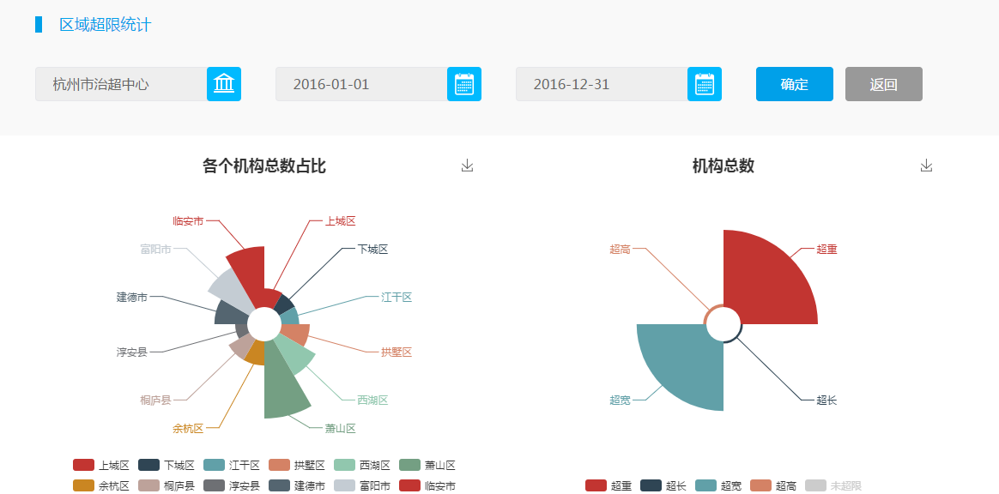 区域超限统计
杭州市治超中心 2016-01-01 2016-12-31 确定 返回
各个机构总数占比
临安市 上城区
富阳市 下城区
建德市 江干区
淳安县 拱墅区
桐庐县 西湖区
余杭区 萧山区
上城区 下城区 江干区 拱墅区 西湖区 萧山区
余杭区 桐庐县 淳安县 建德市 富阳市 临安市
机构总数
超高 超重
超宽 超长
超重 超长 超宽 超高 未超限